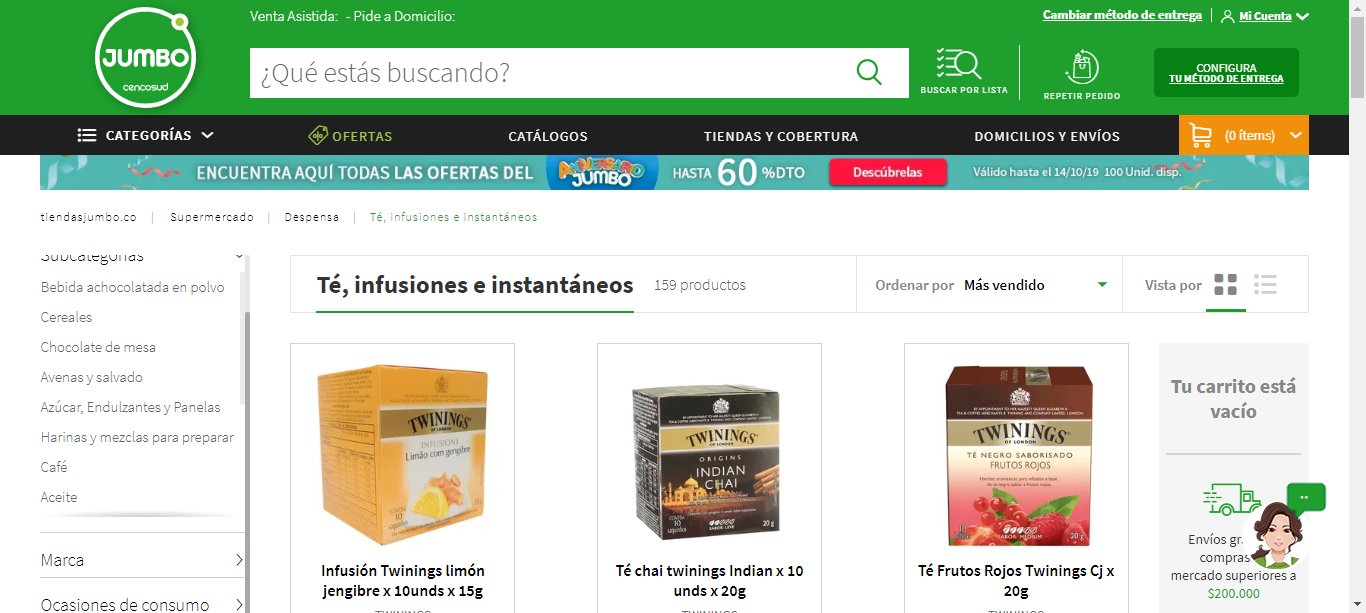 Venta Asistida: - Pide a Domicilio:
Cambiar método de entrega
Mi Cuenta
JUMBO
cencosud
¿Qué estás buscando?
BUSCAR POR LISTA
REPETIR PEDIDO
CONFIGURA
TU MÉTODO DE ENTREGA
CATEGORÍAS
OFERTAS
CATÁLOGOS
TIENDAS Y COBERTURA
DOMICILIOS Y ENVÍOS
(0 ítems)
ENCUENTRA AQUÍ TODAS LAS OFERTAS DEL
ANIVERSARIO
JUMBO
HASTA 60 %DTO
Descúbrelas
Válido hasta el 14/10/19 100 Unid. disp.
tiendasjumbo.co | Supermercado | Despensa | Té, infusiones e instantáneos
Subcategorías
Bebida achocolatada en polvo
Cereales
Chocolate de mesa
Avenas y salvado
Azúcar, Endulzantes y Panelas
Harinas y mezclas para preparar
Café
Aceite
Marca
Ocasiones de consumo
Té, infusiones e instantáneos
159 productos
Ordenar por Más vendido
Vista por
TWININGS
OF LONDON
INFUSIONS
Limão com gengibre
Infusión Twinings limón
jengibre x 10unds x 15g
TWININGS
OF LONDON
ORIGINS
INDIAN
CHAI
10
20 g
Té chai twinings Indian x 10
unds x 20g
TWININGS
OF LONDON
TÉ NEGRO SABORISADO
FRUTOS ROJOS
20 g
Té Frutos Rojos Twinings Cj x
20g
TWININGS
Tu carrito está
vacío
Envíos
compras
mercado superiores a
$200.000